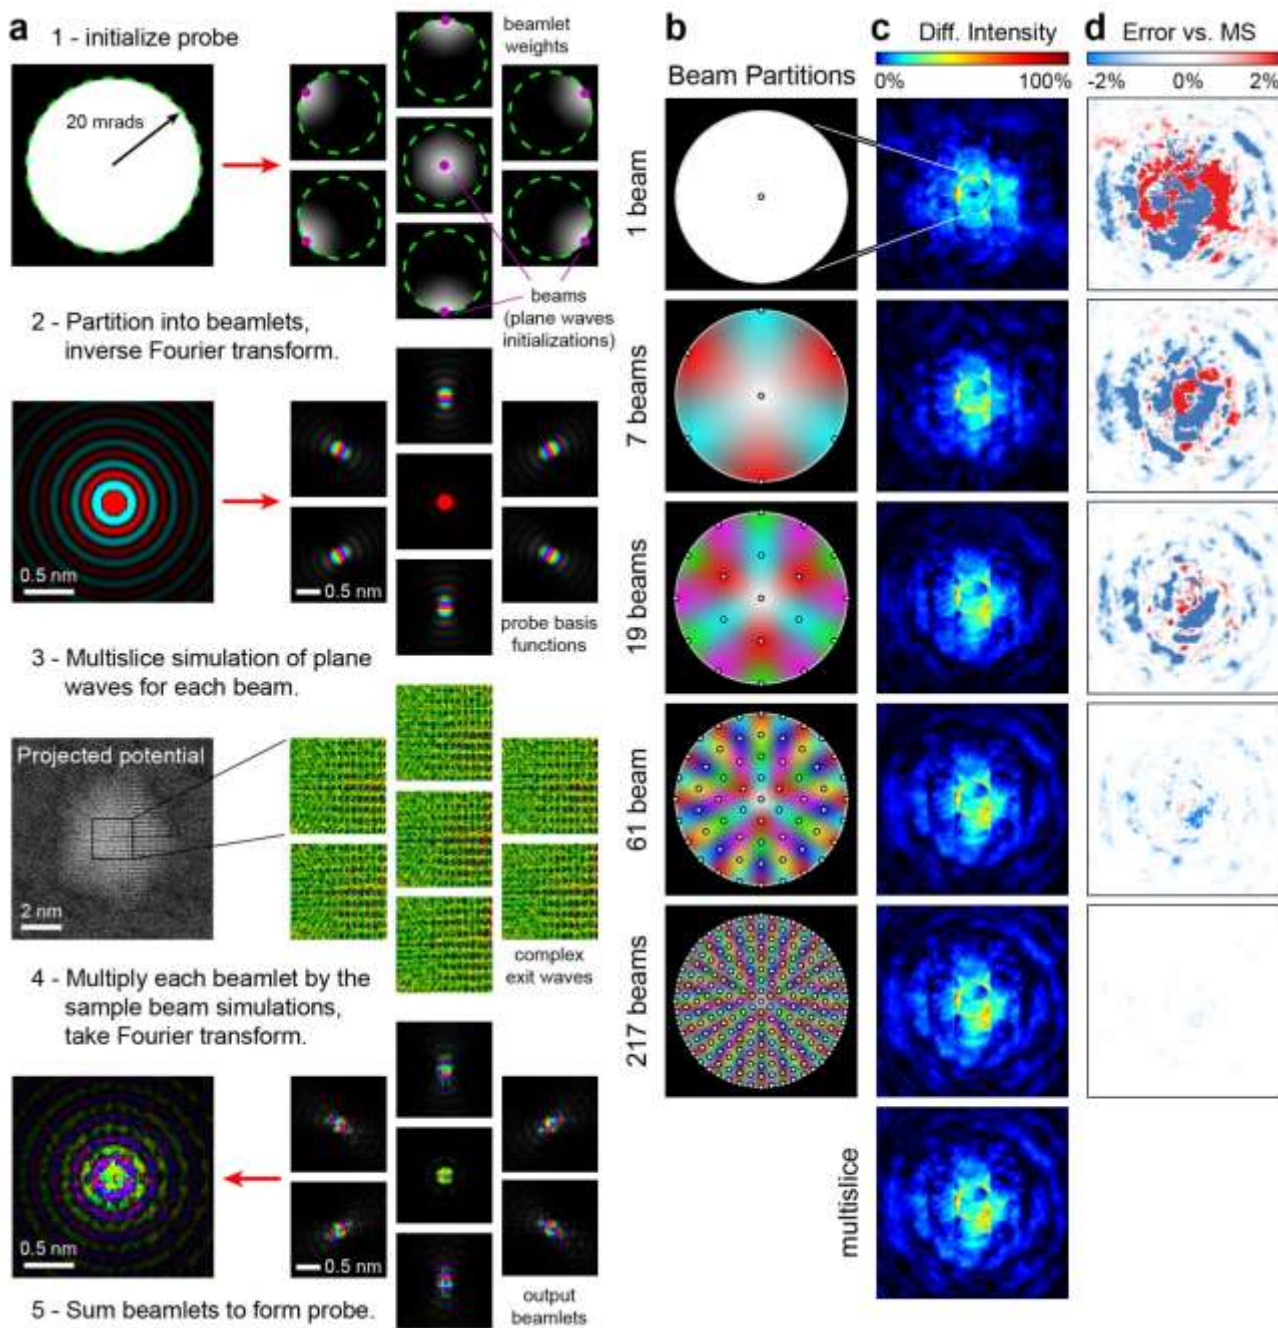 a
1 - initialize probe
beamlet
weights
20 mrads
beams
(plane waves
initializations)
2 - Partition into beamlets,
inverse Fourier transform.
0.5 nm
0.5 nm
probe basis
functions
3 - Multislice simulation of plane
waves for each beam.
Projected potential
2 nm
complex
exit waves
4 - Multiply each beamlet by the
sample beam simulations,
take Fourier transform.
0.5 nm
0.5 nm
output
beamlets
5 - Sum beamlets to form probe.
b
Beam Partitions
1 beam
7 beams
19 beams
61 beam
217 beams
multislice
c
Diff. Intensity
0% 100%
d
Error vs. MS
-2% 0% 2%